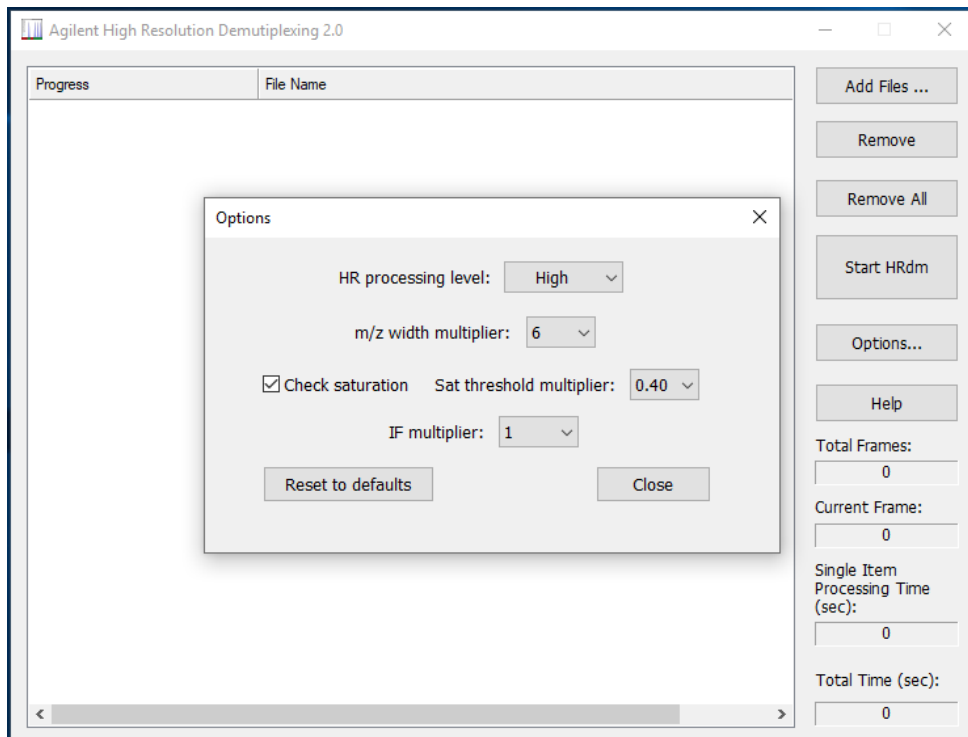 Agilent High Resolution Demutiplexing 2.0
Progress File Name
Add Files ...
Remove
Remove All
Start HRdm
Options...
Help
Total Frames:
0
Current Frame:
0
Single Item
Processing Time
(sec):
0
Total Time (sec):
0
Options
HR processing level: High
m/z width multiplier: 6
Check saturation Sat threshold multiplier: 0.40
IF multiplier: 1
Reset to defaults Close